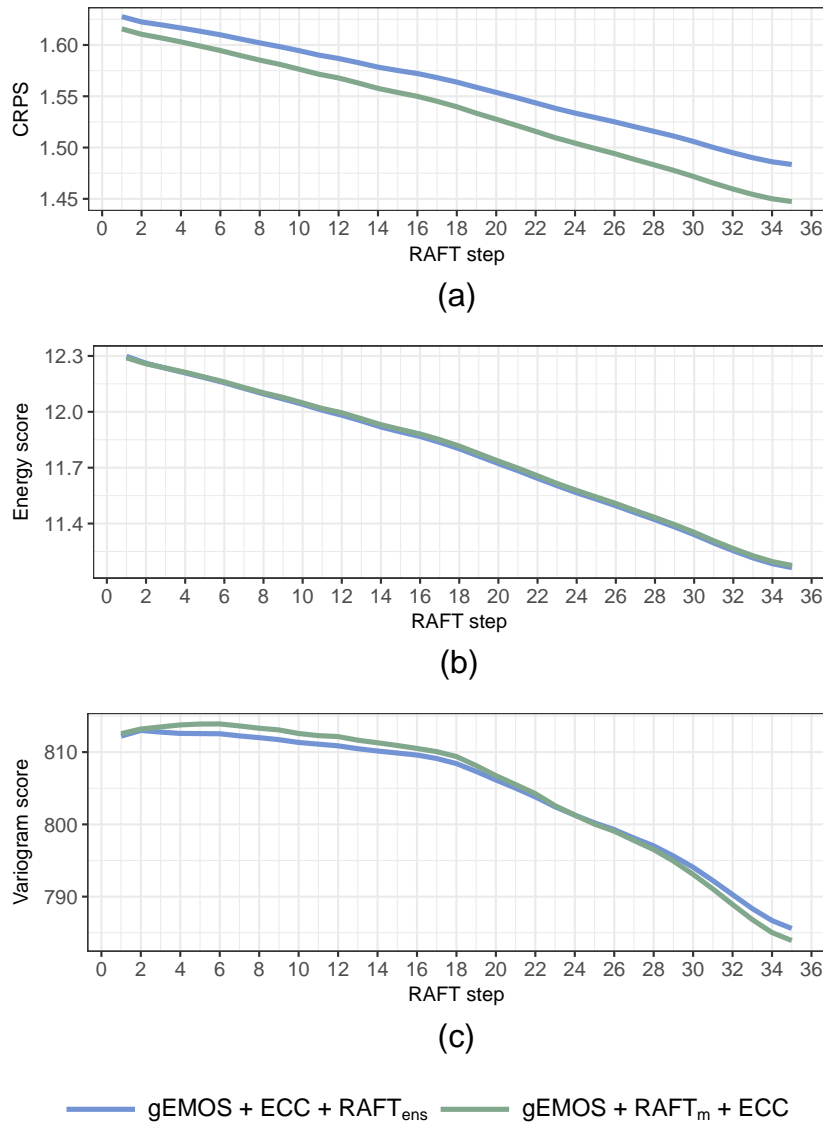 1.60
1.55
1.50
1.45
CRPS
0 2 4 6 8 10 12 14 16 18 20 22 24 26 28 30 32 34 36
RAFT step
(a)
12.3
12.0
11.7
11.4
Energy score
0 2 4 6 8 10 12 14 16 18 20 22 24 26 28 30 32 34 36
RAFT step
(b)
810
800
790
Variogram score
0 2 4 6 8 10 12 14 16 18 20 22 24 26 28 30 32 34 36
RAFT step
(c)
gEMOS + ECC + RAFTens gEMOS + RAFTm + ECC